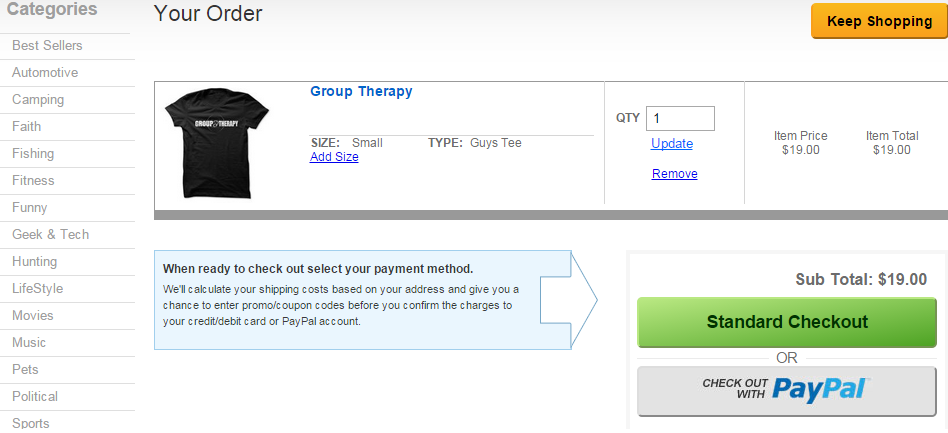 Categories
Best Sellers
Automotive
Camping
Faith
Fishing
Fitness
Funny
Geek & Tech
Hunting
LifeStyle
Movies
Music
Pets
Political
Sports
Your Order
Keep Shopping
GROUP THERAPY
Group Therapy
SIZE: Small TYPE: Guys Tee
Add Size
QTY 1
Update
Remove
Item Price
$19.00
Item Total
$19.00
When ready to check out select your payment method.
We'll calculate your shipping costs based on your address and give you a
chance to enter promo/coupon codes before you confirm the charges to
your credit/debit card or PayPal account.
Sub Total: $19.00
Standard Checkout
OR
CHECK OUT
WITH PayPal